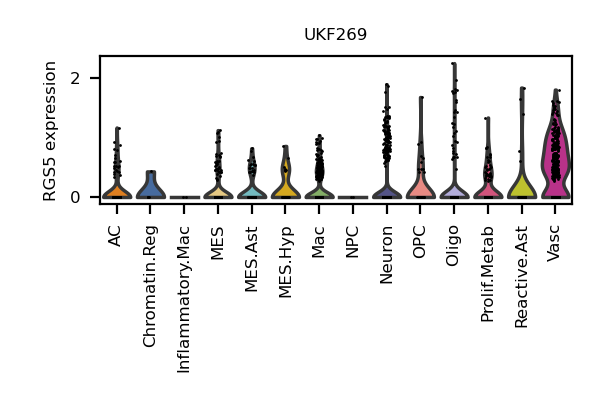 UKF269
RGS5 expression
2
0
AC
Chromatin.Reg
Inflammatory.Mac
MES
MES.Ast
MES.Hyp
Mac
NPC
Neuron
OPC
Oligo
Prolif.Metab
Reactive.Ast
Vasc